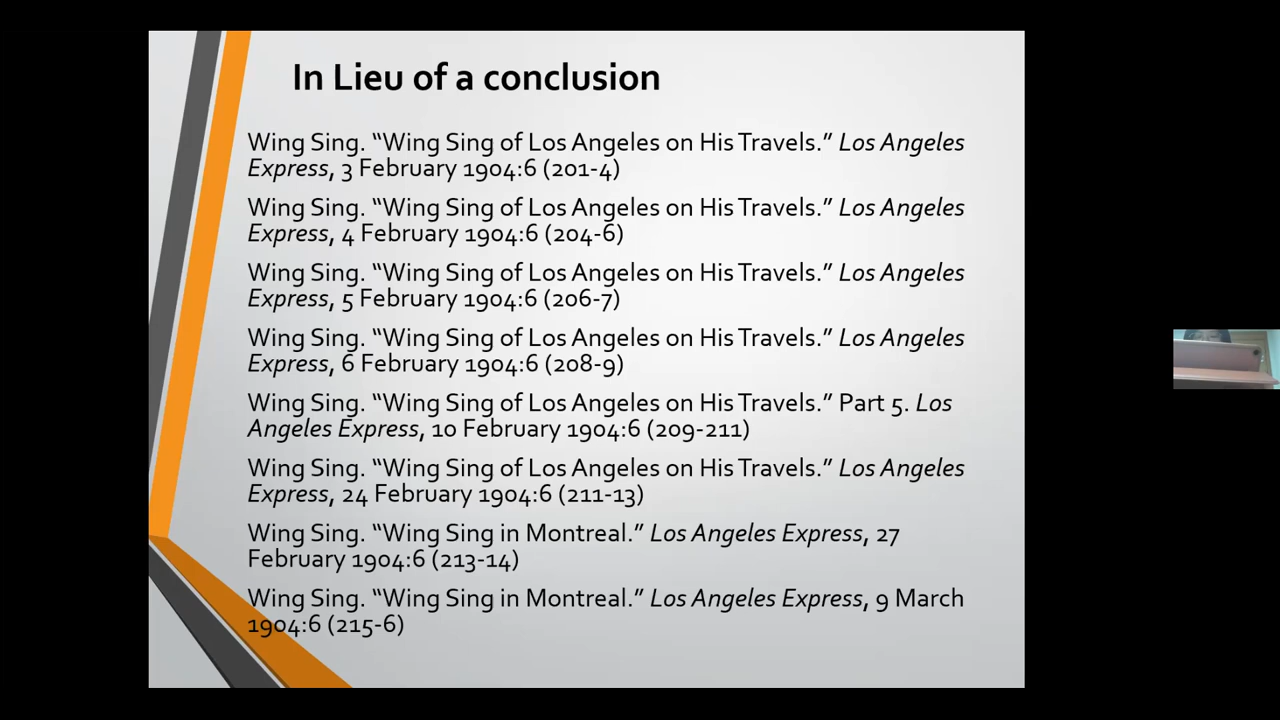 In Lieu of a conclusion
Wing Sing. “Wing Sing of Los Angeles on His Travels.” Los Angeles
Express, 3 February 1904:6 (201-4)
Wing Sing. “Wing Sing of Los Angeles on His Travels.” Los Angeles
Express, 4 February 1904:6 (204-6)
Wing Sing. “Wing Sing of Los Angeles on His Travels.” Los Angeles
Express, 5 February 1904:6 (206-7)
Wing Sing. “Wing Sing of Los Angeles on His Travels.” Los Angeles
Express, 6 February 1904:6 (208-9)
Wing Sing. “Wing Sing of Los Angeles on His Travels.” Part 5. Los
Angeles Express, 10 February 1904:6 (209-211)
Wing Sing. “Wing Sing of Los Angeles on His Travels.” Los Angeles
Express, 24 February 1904:6 (211-13)
Wing Sing. “Wing Sing in Montreal.” Los Angeles Express, 27
February 1904:6 (213-14)
Wing Sing. “Wing Sing in Montreal.” Los Angeles Express, 9 March
1904:6 (215-6)